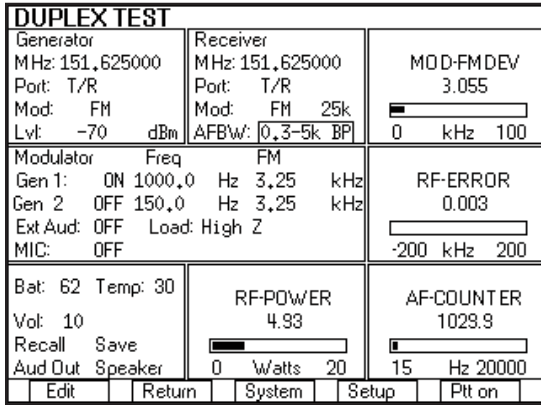 DUPLEX TEST
Generator
MHz: 151.625000
Port: T/R
Mod: FM
Lvl: -70 dBm
Receiver
MHz: 151.625000
Port: T/R
Mod: FM 25k
AFBW: 0.3-5k BP
MOD-FMDEV
3.055
0 kHz 100
Modulator Freq FM
Gen 1: ON 1000.0 Hz 3.25 kHz
Gen 2 OFF 150.0 Hz 3.25 kHz
Ext Aud: OFF Load: High Z
MIC: OFF
RF-ERROR
0.003
-200 kHz 200
Bat: 62 Temp: 30
Vol: 10
Recall Save
Aud Out Speaker
RF-POWER
4.93
0 Watts 20
AF-COUNTER
1029.9
15 Hz 20000
Edit Return System Setup Ptt on